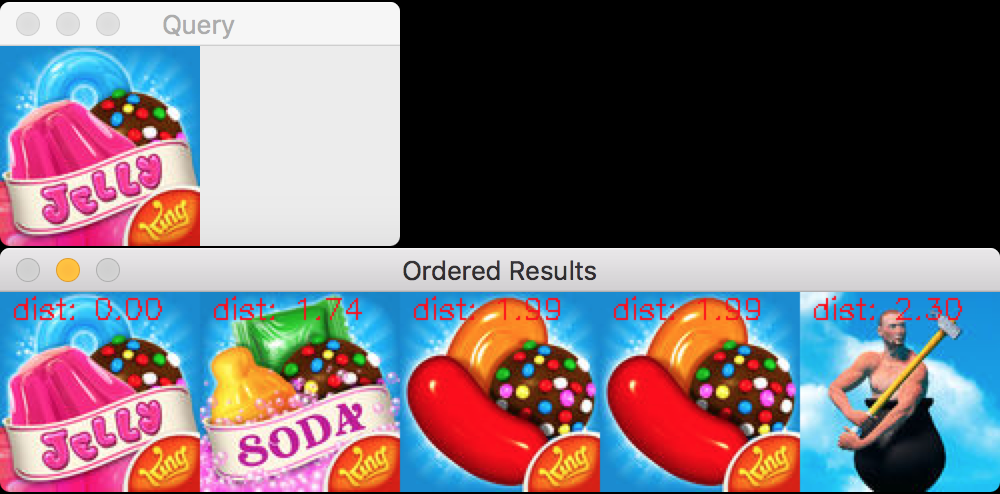 Query
JELLY
King
Ordered Results
dist: 0.00 dist: 1.74 dist: 1.99 dist: 1.99 dist: 2.30
JELLY SODA
King King King King